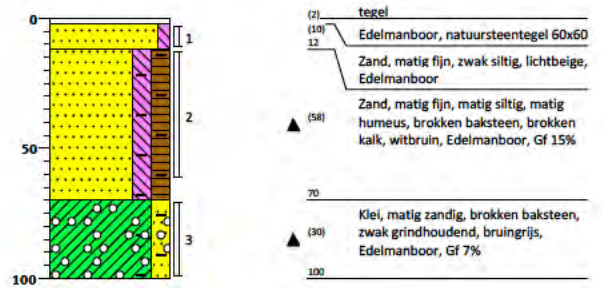 0
50
100
1
2
3
(2) tegel
(10) Edelmanboor, natuursteentegel 60x60
12
Zand, matig fijn, zwak siltig, lichtbeige,
Edelmanboor
Zand, matig fijn, matig siltig, matig
(58) humeus, brokken baksteen, brokken
kalk, witbruin, Edelmanboor, Gf 15%
70
Klei, matig zandig, brokken baksteen,
(30) zwak grindhoudend, bruingrijs,
Edelmanboor, Gf 7%
100